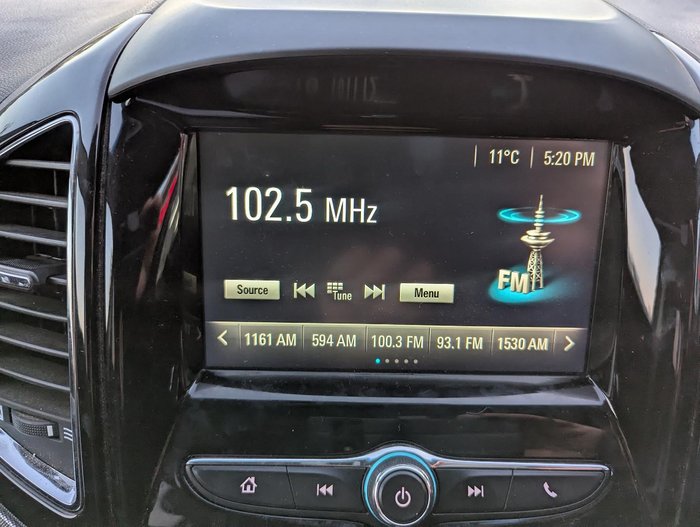 11°C 5:20 PM
102.5 MHz
FM
Source Tune Menu
1161 AM 594 AM 100.3 FM 93.1 FM 1530 AM